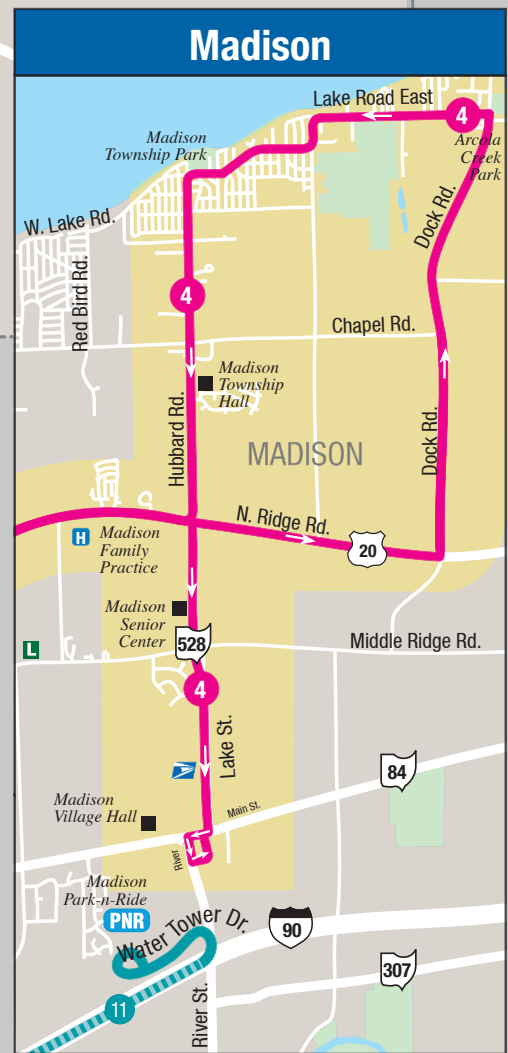 Madison
Lake Road East
4
Madison
Township Park
Arcola
Creek
Park
Dock Rd.
W. Lake Rd.
Red Bird Rd.
4
Chapel Rd.
Madison
Township
Hall
Hubbard Rd.
MADISON
Dock Rd.
N. Ridge Rd.
20
H
Madison
Family
Practice
Madison
Senior
Center
528
Middle Ridge Rd.
L
4
Lake St.
84
Madison
Village Hall
Main St.
River
Madison
Park-n-Ride
PNR
Water Tower Dr.
90
307
11
River St.